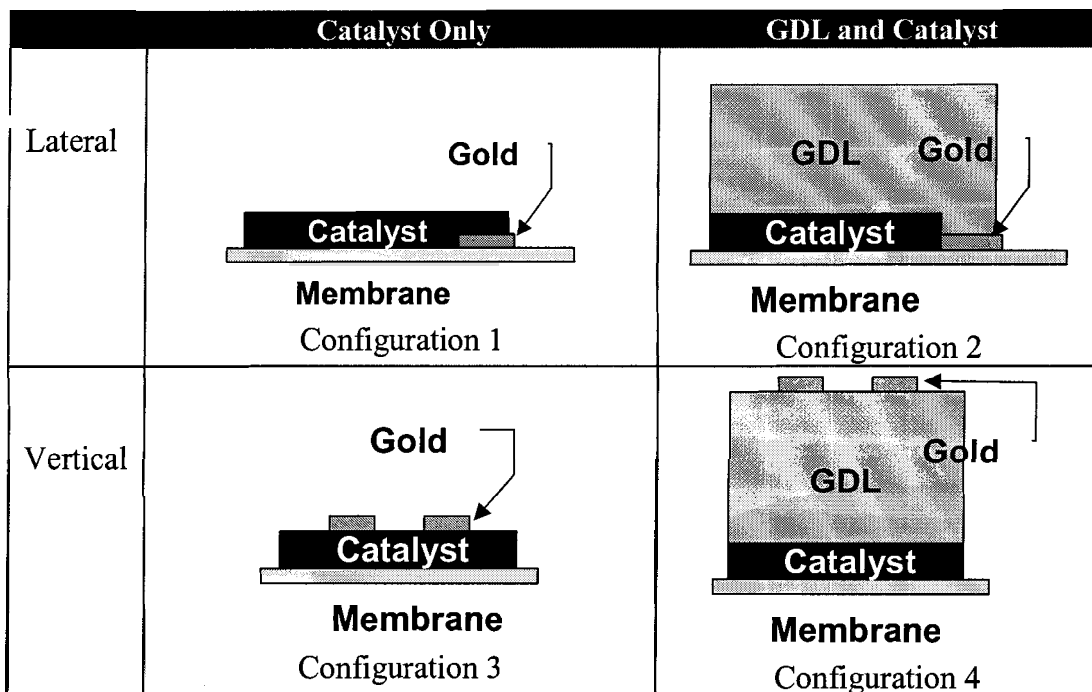 Catalyst Only GDL and Catalyst
Lateral
Gold
Catalyst
Membrane
Configuration 1
GDL Gold
Catalyst
Membrane
Configuration 2
Vertical
Gold
Catalyst
Membrane
Configuration 3
Gold
GDL
Catalyst
Membrane
Configuration 4